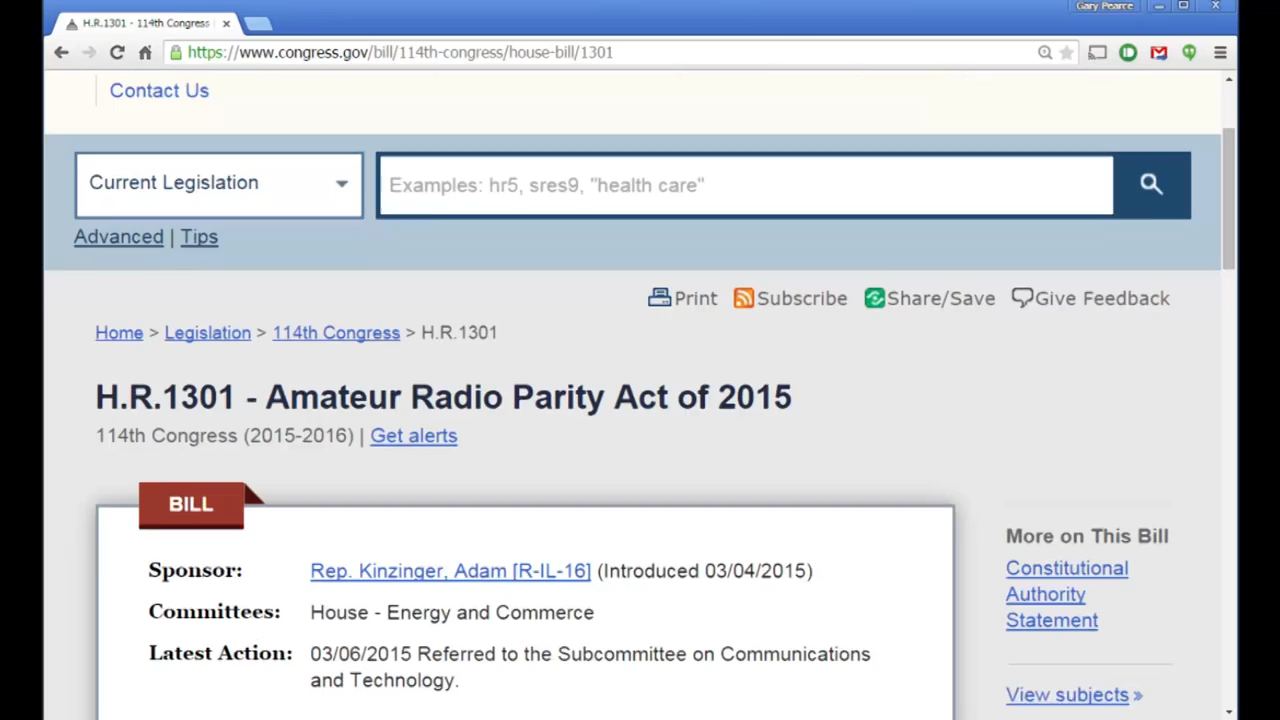 Gary Pearce
H.R.1301 - 114th Congress
https://www.congress.gov/bill/114th-congress/house-bill/1301
Contact Us
Current Legislation
Examples: hr5, sres9, "health care"
Advanced | Tips
Print Subscribe Share/Save Give Feedback
Home > Legislation > 114th Congress > H.R.1301
H.R.1301 - Amateur Radio Parity Act of 2015
114th Congress (2015-2016) | Get alerts
BILL
Sponsor: Rep. Kinzinger, Adam [R-IL-16] (Introduced 03/04/2015)
Committees: House - Energy and Commerce
Latest Action: 03/06/2015 Referred to the Subcommittee on Communications
and Technology.
More on This Bill
Constitutional
Authority
Statement
View subjects »